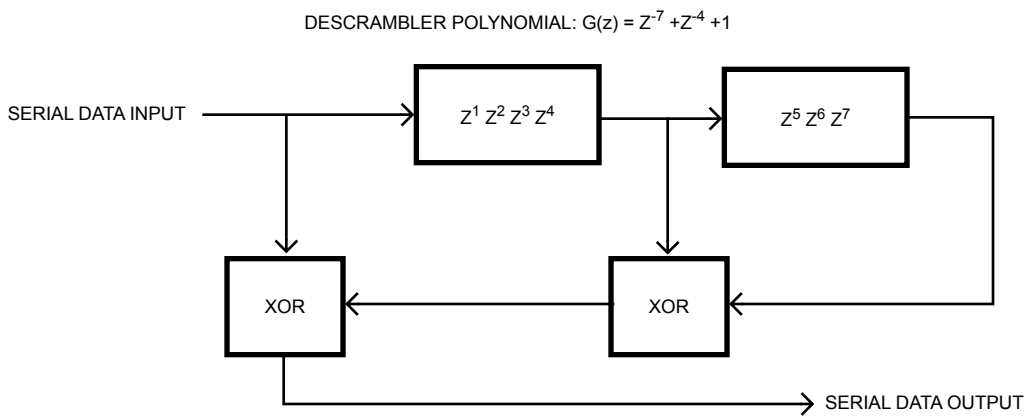 DESCRAMBLER POLYNOMIAL: G(z) = Z⁻⁷ +Z⁻⁴ +1
SERIAL DATA INPUT
Z¹ Z² Z³ Z⁴
Z⁵ Z⁶ Z⁷
XOR
XOR
SERIAL DATA OUTPUT